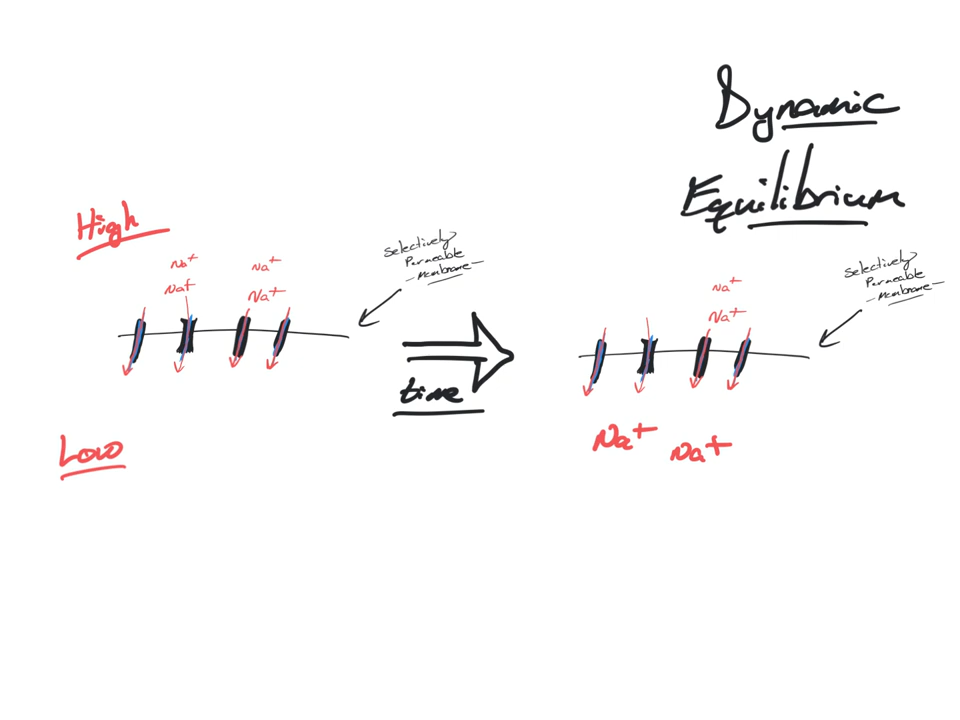 Dynamic
Equilibrium
High
Na+
Na+
Na+
Na+
Selectively
Permeable
Membrane
Low
time
Na+
Na+
Selectively
Permeable
Membrane
Na+
Na+